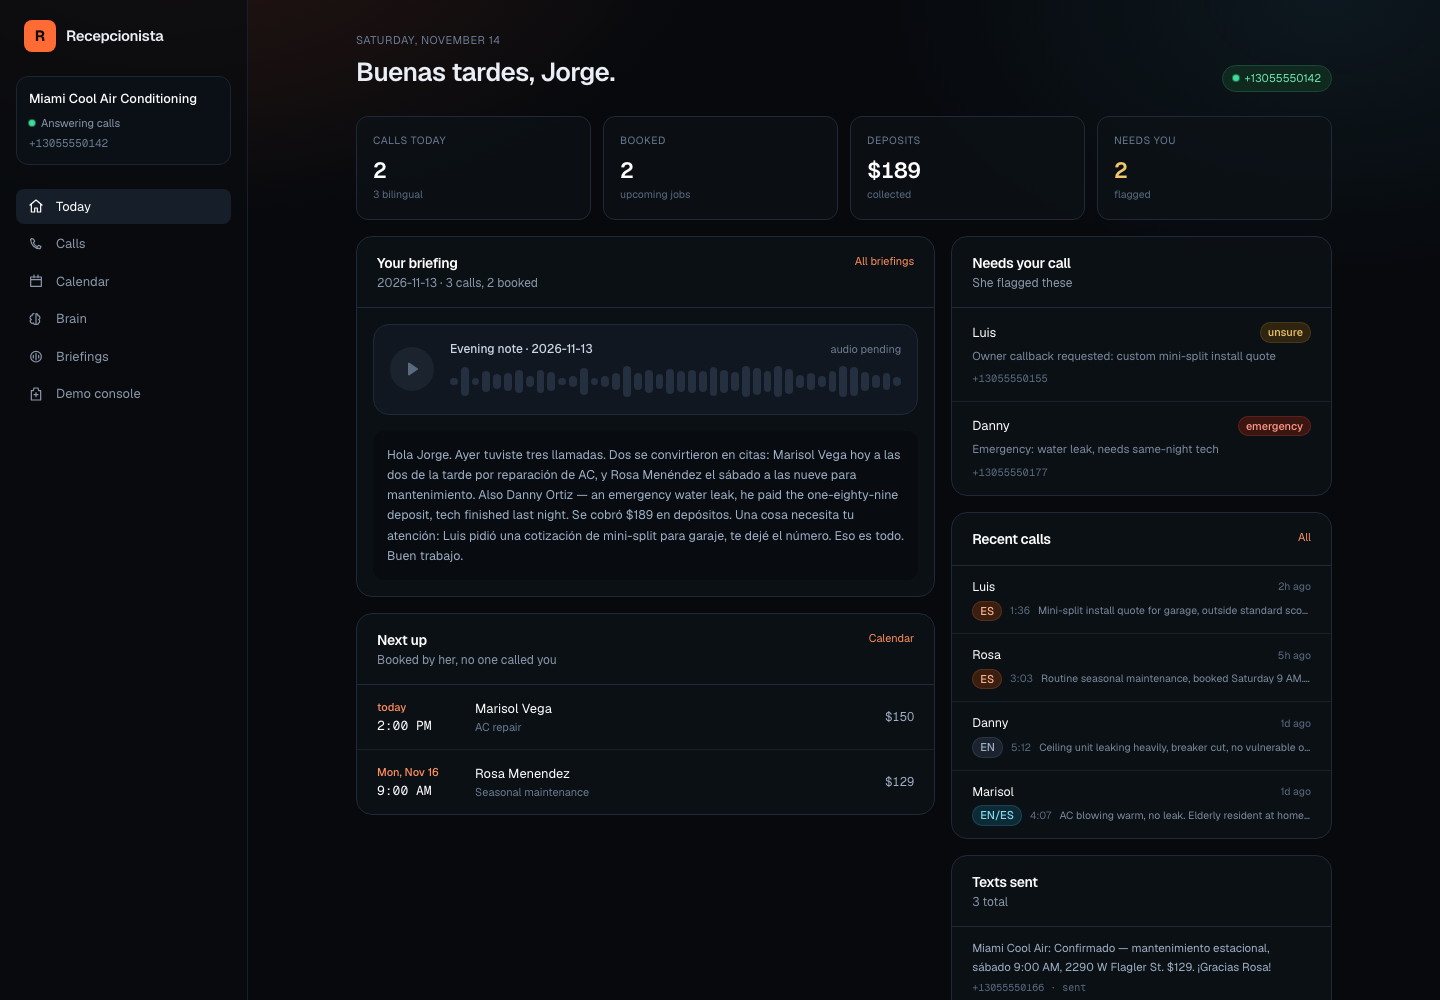 R
Recepcionista
Miami Cool Air Conditioning
Answering calls
+13055550142
Today
Calls
Calendar
Brain
Briefings
Demo console
SATURDAY, NOVEMBER 14
Buenas tardes, Jorge.
+13055550142
CALLS TODAY
2
3 bilingual
BOOKED
2
upcoming jobs
DEPOSITS
$189
collected
NEEDS YOU
2
flagged
Your briefing
All briefings
2026-11-13 · 3 calls, 2 booked
Evening note · 2026-11-13
audio pending
Hola Jorge. Ayer tuviste tres llamadas. Dos se convirtieron en citas: Marisol Vega hoy a las
dos de la tarde por reparación de AC, y Rosa Menéndez el sábado a las nueve para
mantenimiento. Also Danny Ortiz — an emergency water leak, he paid the one-eighty-nine
deposit, tech finished last night. Se cobró $189 en depósitos. Una cosa necesita tu
atención: Luis pidió una cotización de mini-split para garaje, te dejé el número. Eso es todo.
Buen trabajo.
Next up
Calendar
Booked by her, no one called you
today
2:00 PM
Marisol Vega
AC repair
$150
Mon, Nov 16
9:00 AM
Rosa Menendez
Seasonal maintenance
$129
Needs your call
She flagged these
Luis
unsure
Owner callback requested: custom mini-split install quote
+13055550155
Danny
emergency
Emergency: water leak, needs same-night tech
+13055550177
Recent calls
All
Luis
2h ago
ES 1:36 Mini-split install quote for garage, outside standard sco...
Rosa
5h ago
ES 3:03 Routine seasonal maintenance, booked Saturday 9 AM....
Danny
1d ago
EN 5:12 Ceiling unit leaking heavily, breaker cut, no vulnerable o...
Marisol
1d ago
EN/ES 4:07 AC blowing warm, no leak. Elderly resident at home...
Texts sent
3 total
Miami Cool Air: Confirmado — mantenimiento estacional,
sábado 9:00 AM, 2290 W Flagler St. $129. ¡Gracias Rosa!
+13055550166 · sent